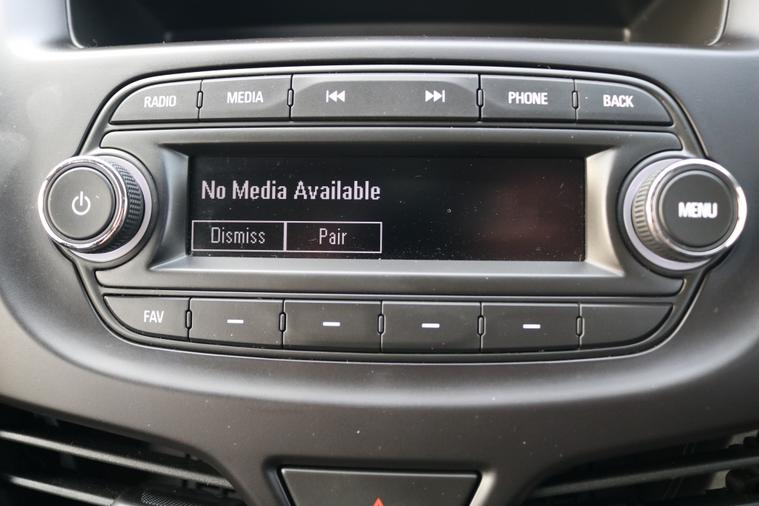 RADIO MEDIA PHONE BACK
No Media Available
MENU
Dismiss Pair
FAV